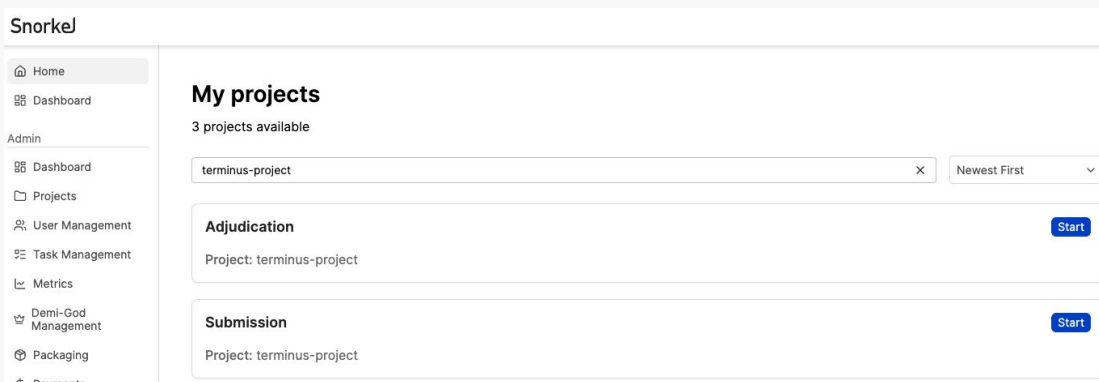 Snorkel
Home
Dashboard
Admin
Dashboard
Projects
User Management
Task Management
Metrics
Demi-God
Management
Packaging
My projects
3 projects available
terminus-project
Newest First
Adjudication
Start
Project: terminus-project
Submission
Start
Project: terminus-project